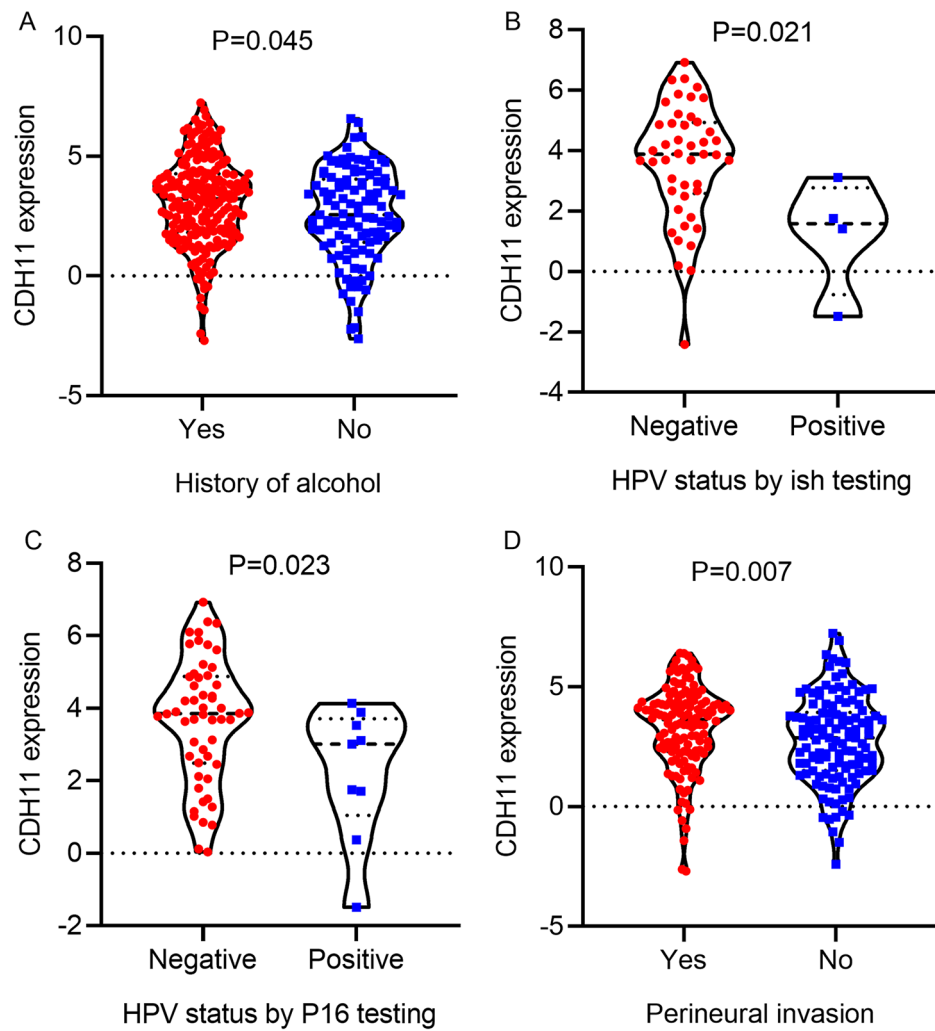 A
P=0.045
CDH11 expression
10
5
0
-5
Yes No
History of alcohol
B
P=0.021
CDH11 expression
8
6
4
2
0
-2
-4
Negative Positive
HPV status by ish testing
C
P=0.023
CDH11 expression
8
6
4
2
0
-2
Negative Positive
HPV status by P16 testing
D
P=0.007
CDH11 expression
10
5
0
-5
Yes No
Perineural invasion